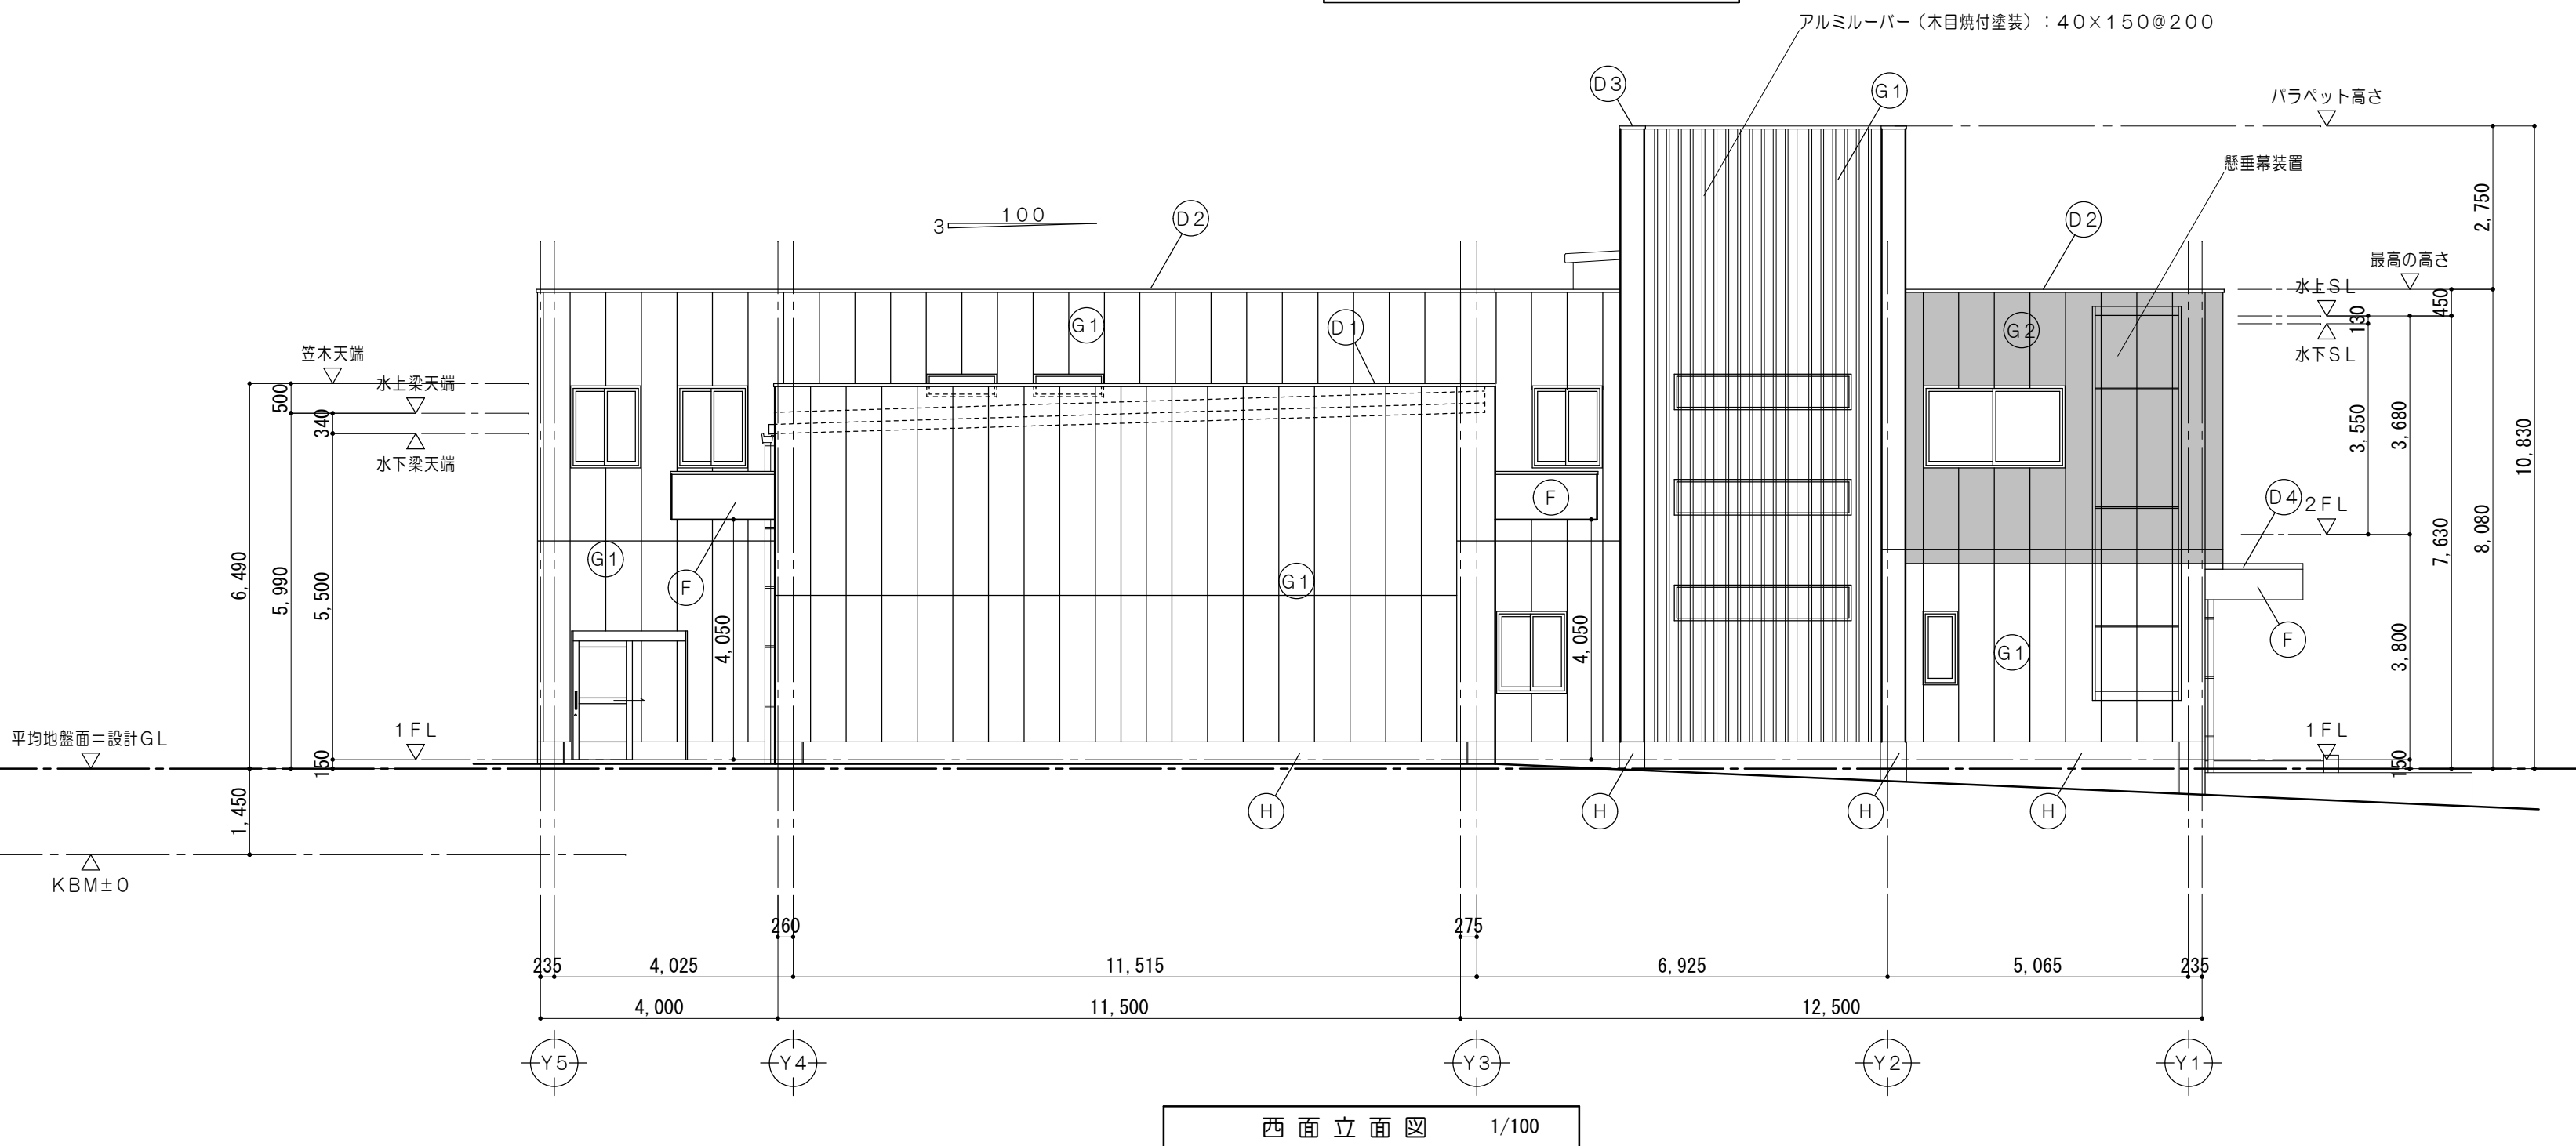 アルミルーバー（木目焼付塗装）：４０×１５０＠２００
D3
G1
パラペット高さ
懸垂幕装置
2,750
3
100
D2
D2
最高の高さ
水上SL
130
450
水下SL
G1
D1
G2
笠木天端
水上梁天端
500
340
水下梁天端
3,550
3,680
10,830
F
F
D4
2FL
7,630
8,080
6,490
5,990
5,500
G1
F
G1
4,050
4,050
G1
F
3,800
平均地盤面＝設計GL
1FL
150
1FL
150
1,450
H
H
H
H
KBM±0
260
275
235
4,025
11,515
6,925
5,065
235
4,000
11,500
12,500
Y5
Y4
Y3
Y2
Y1
西面立面図 1/100